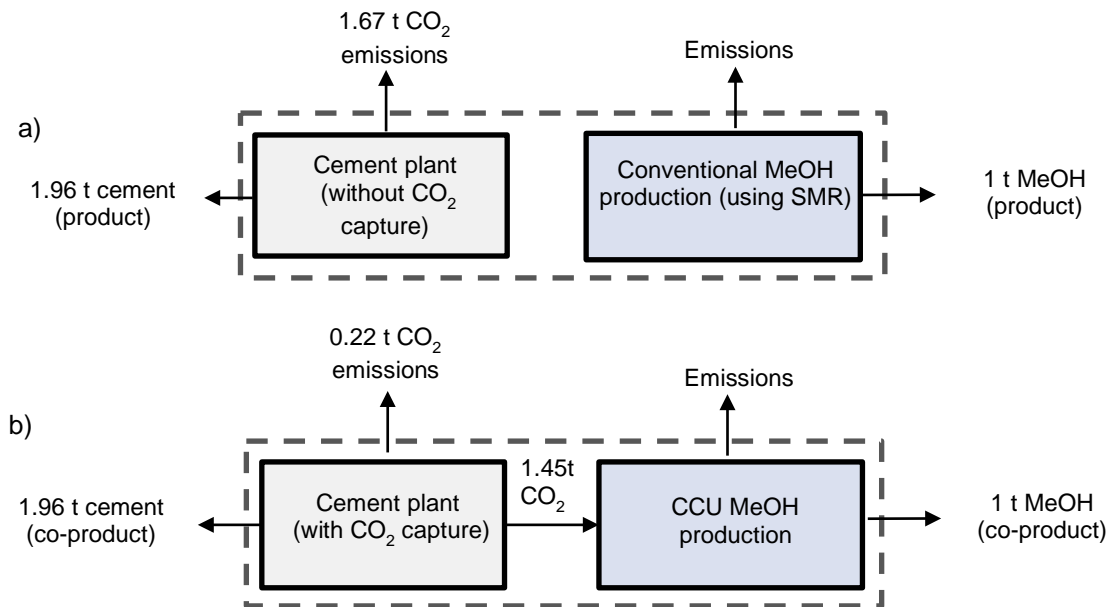 1.67 t CO2
emissions
Emissions
a)
1.96 t cement
(product)
Cement plant
(without CO2
capture)
Conventional MeOH
production (using SMR)
1 t MeOH
(product)
0.22 t CO2
emissions
Emissions
b)
1.96 t cement
(co-product)
Cement plant
(with CO2 capture)
1.45t
CO2
CCU MeOH
production
1 t MeOH
(co-product)